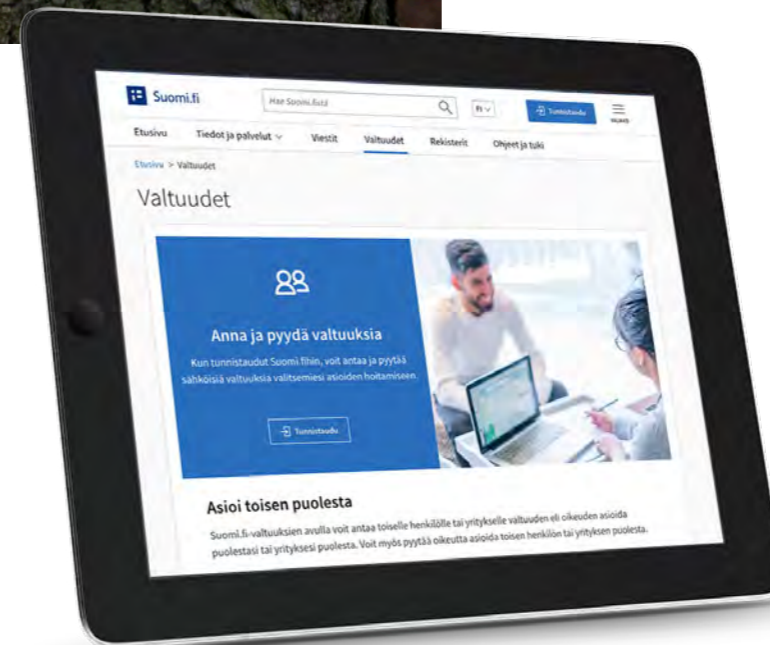 Suomi.fi
Hae Suomi.fistä
FI
Tunnistaudu
Etusivu Tiedot ja palvelut Viestit Valtuudet Rekisterit Ohjeet ja tuki
Etusivu > Valtuudet
Valtuudet
Anna ja pyydä valtuuksia
Kun tunnistaudut Suomi.fihin, voit antaa ja pyytää
sähköisiä valtuuksia valitsemiesi asioiden hoitamiseen.
Tunnistaudu
Asioi toisen puolesta
Suomi.fi-valtuuksien avulla voit antaa toiselle henkilölle tai yritykselle valtuuden eli oikeuden asioida
puolestasi tai yrityksesi puolesta. Voit myös pyytää oikeutta asioida toisen henkilön tai yrityksen puolesta.